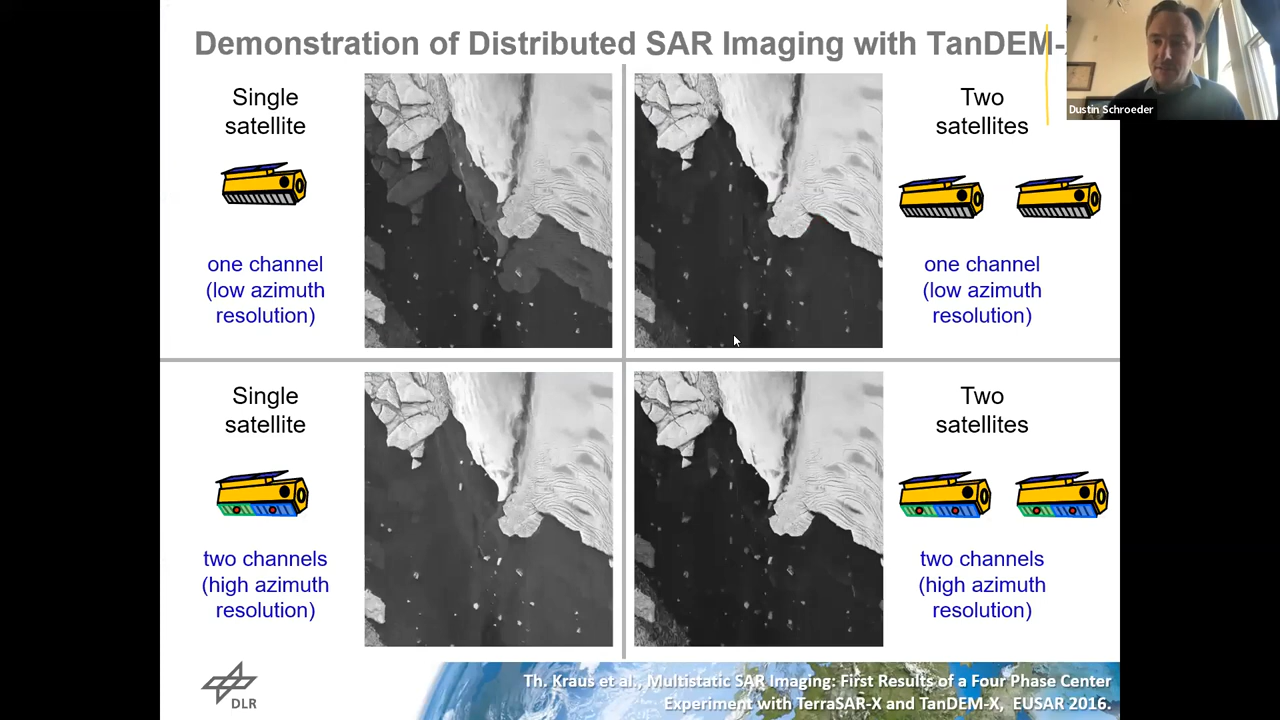 Demonstration of Distributed SAR Imaging with TanDEM-
Dustin Schroeder
Single
satellite
one channel
(low azimuth
resolution)
Two
satellites
one channel
(low azimuth
resolution)
Single
satellite
two channels
(high azimuth
resolution)
Two
satellites
two channels
(high azimuth
resolution)
DLR
Th. Kraus et al., Multistatic SAR Imaging: First Results of a Four Phase Center
Experiment with TerraSAR-X and TanDEM-X, EUSAR 2016.